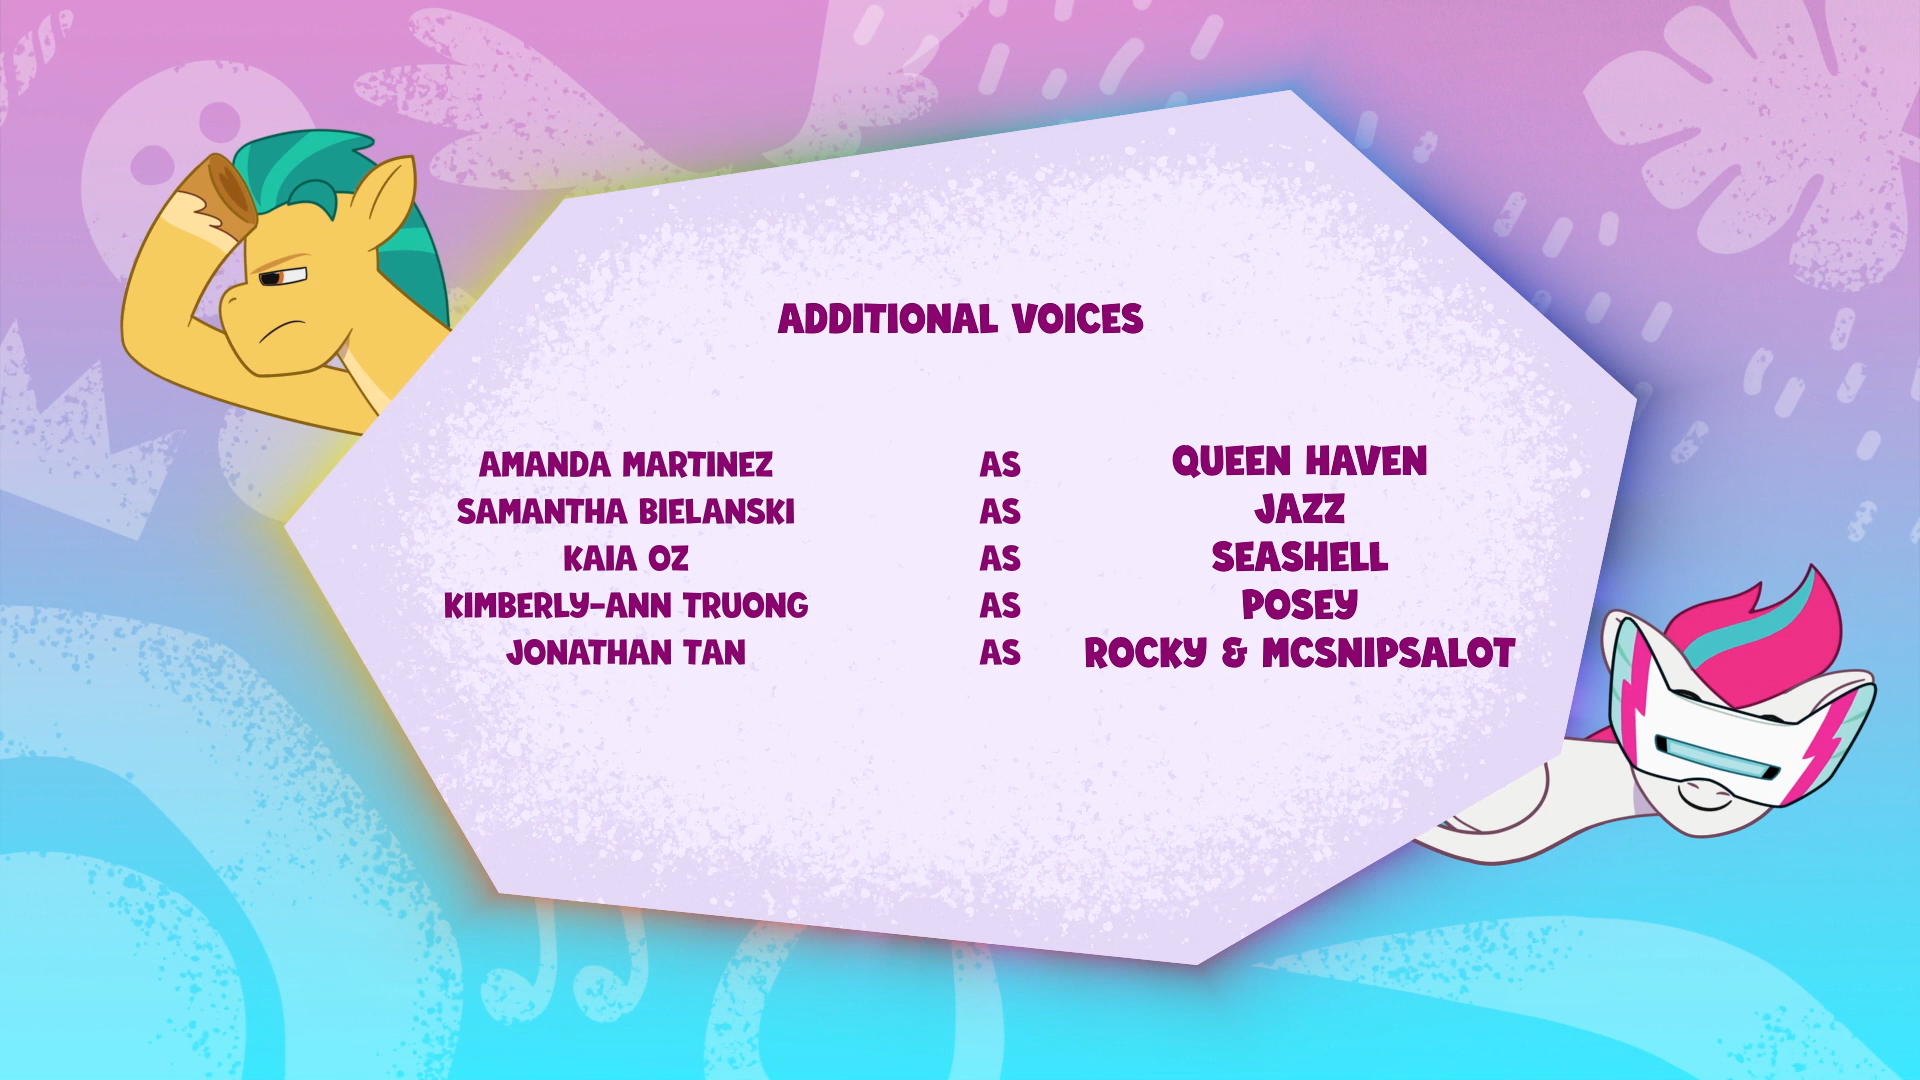 ADDITIONAL VOICES
AMANDA MARTINEZ AS QUEEN HAVEN
SAMANTHA BIELANSKI AS JAZZ
KAIA OZ AS SEASHELL
KIMBERLY-ANN TRUONG AS POSEY
JONATHAN TAN AS ROCKY & MCSNIPSALOT